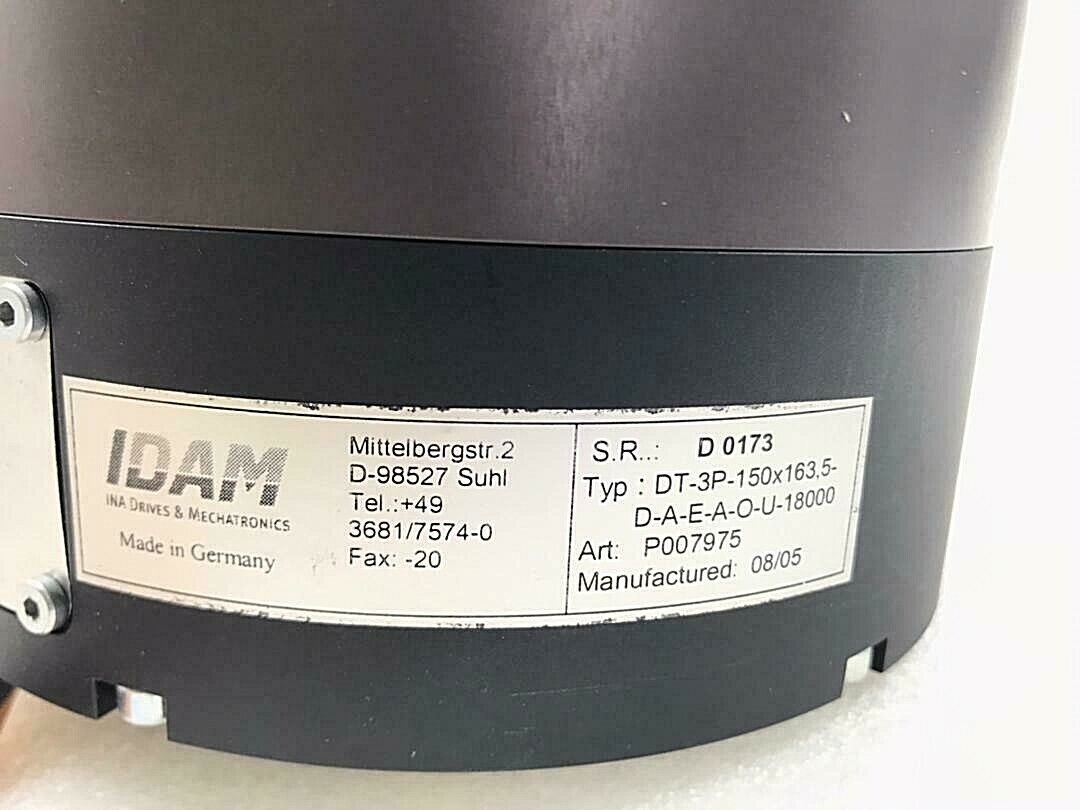 IDAM
INA DRIVES & MECHATRONICS
Made in Germany
Mittelbergstr.2
D-98527 Suhl
Tel.:+49
3681/7574-0
Fax: -20
S.R..: D 0173
Typ : DT-3P-150x163,5-
D-A-E-A-O-U-18000
Art: P007975
Manufactured: 08/05